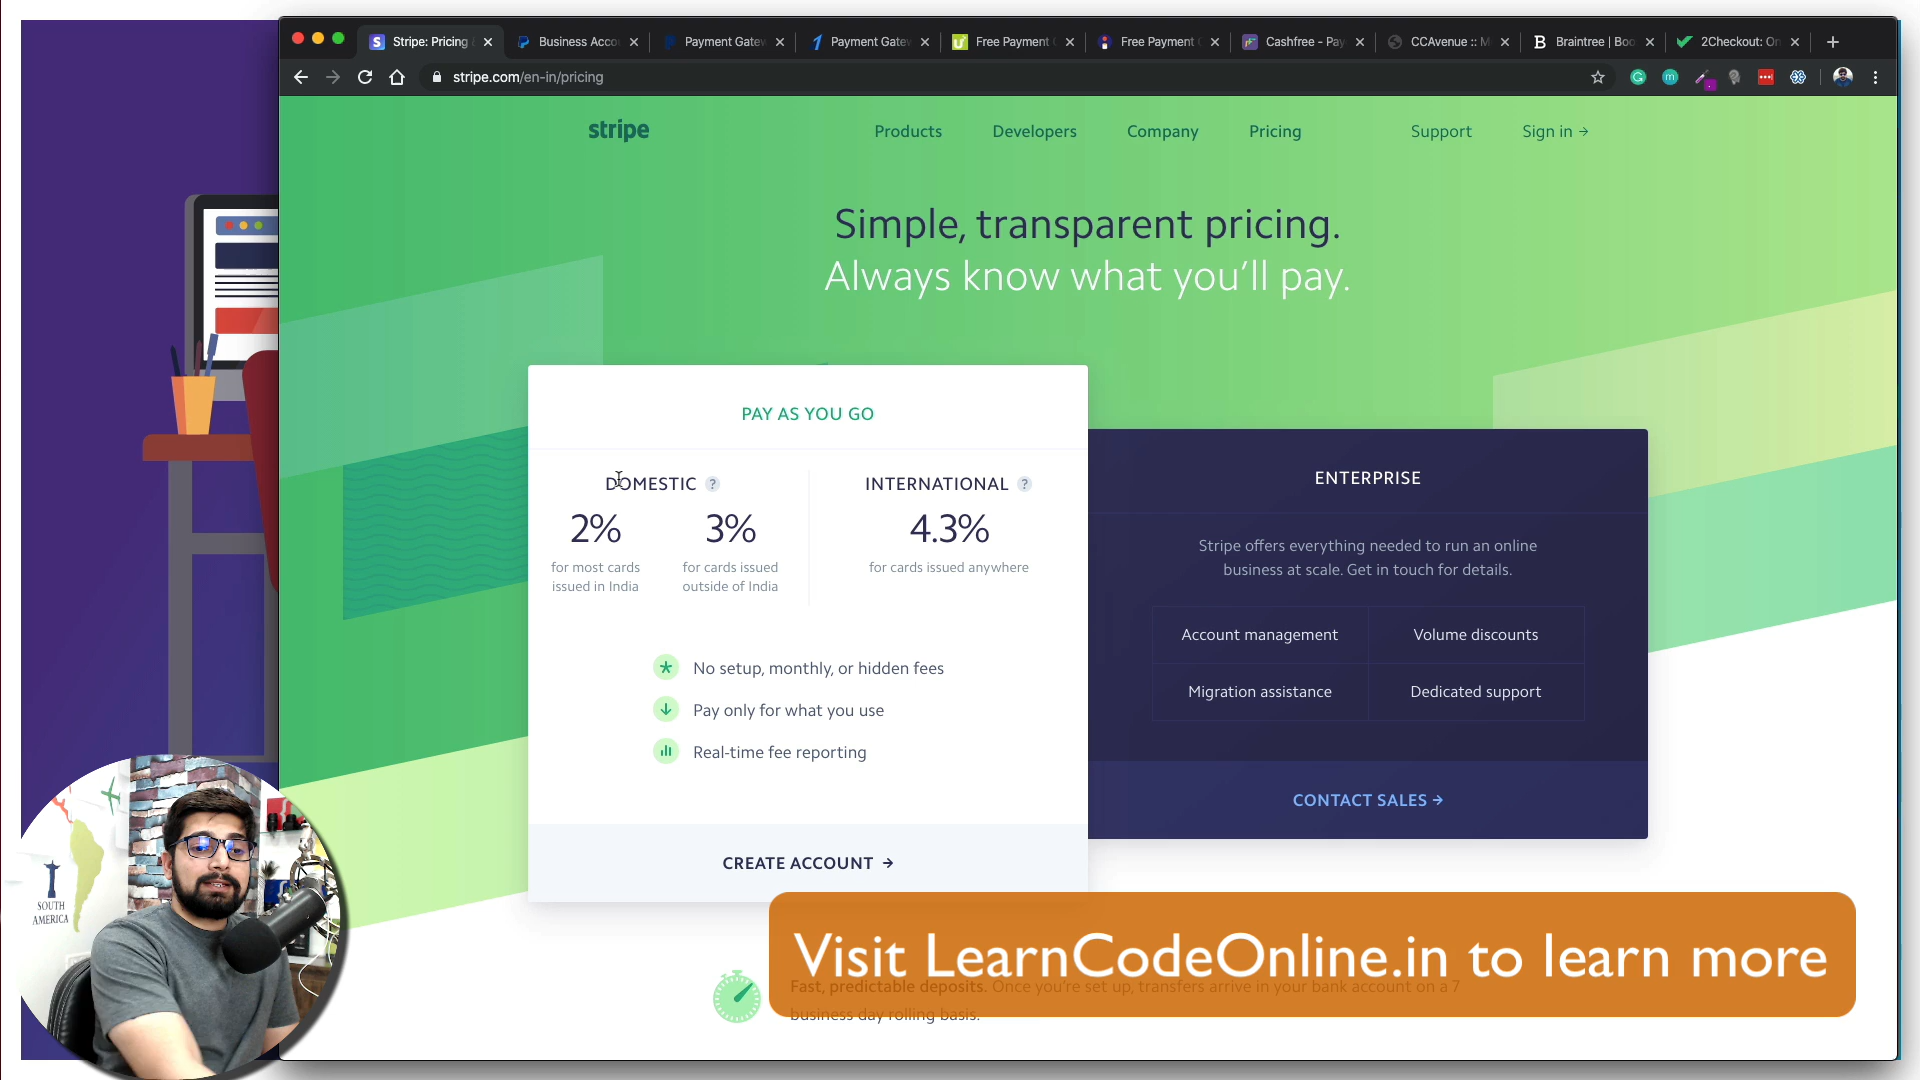 Stripe: Pricing
Business Acco
Payment Gatew
Payment Gatew
Free Payment
Free Payment
Cashfree - Pay
CCAvenue :: M
Braintree | Boo
2Checkout: On
stripe.com/en-in/pricing
stripe
Products
Developers
Company
Pricing
Support
Sign in →
Simple, transparent pricing.
Always know what you’ll pay.
PAY AS YOU GO
DOMESTIC ?
INTERNATIONAL ?
2%
3%
4.3%
for most cards
issued in India
for cards issued
outside of India
for cards issued anywhere
No setup, monthly, or hidden fees
Pay only for what you use
Real-time fee reporting
CREATE ACCOUNT →
ENTERPRISE
Stripe offers everything needed to run an online
business at scale. Get in touch for details.
Account management
Volume discounts
Migration assistance
Dedicated support
CONTACT SALES →
SOUTH
AMERICA
Visit LearnCodeOnline.in to learn more
Fast, predictable deposits. Once you’re set up, transfers arrive in your bank account on a 7
business day rolling basis.